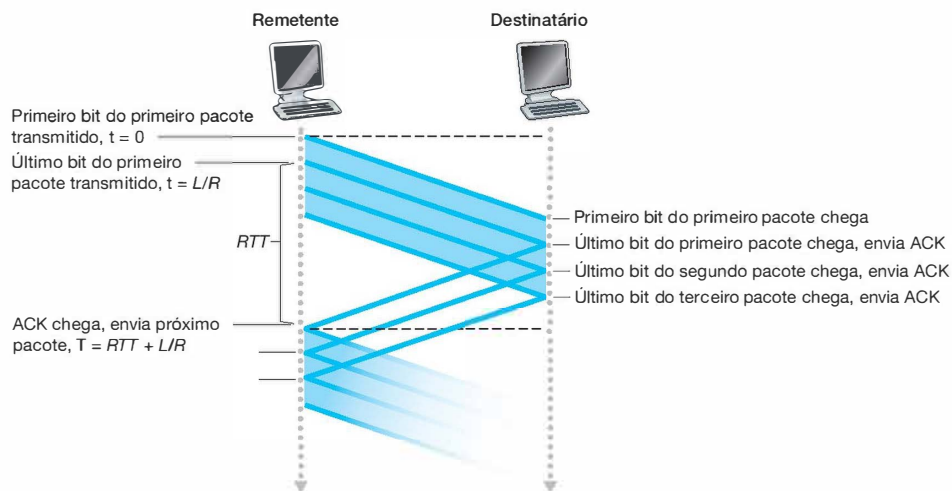 Remetente
Destinatário
Primeiro bit do primeiro pacote
transmitido, t = 0
Último bit do primeiro
pacote transmitido, t = L/R
RTT
Primeiro bit do primeiro pacote chega
Último bit do primeiro pacote chega, envia ACK
Último bit do segundo pacote chega, envia ACK
Último bit do terceiro pacote chega, envia ACK
ACK chega, envia próximo
pacote, T = RTT + L/R